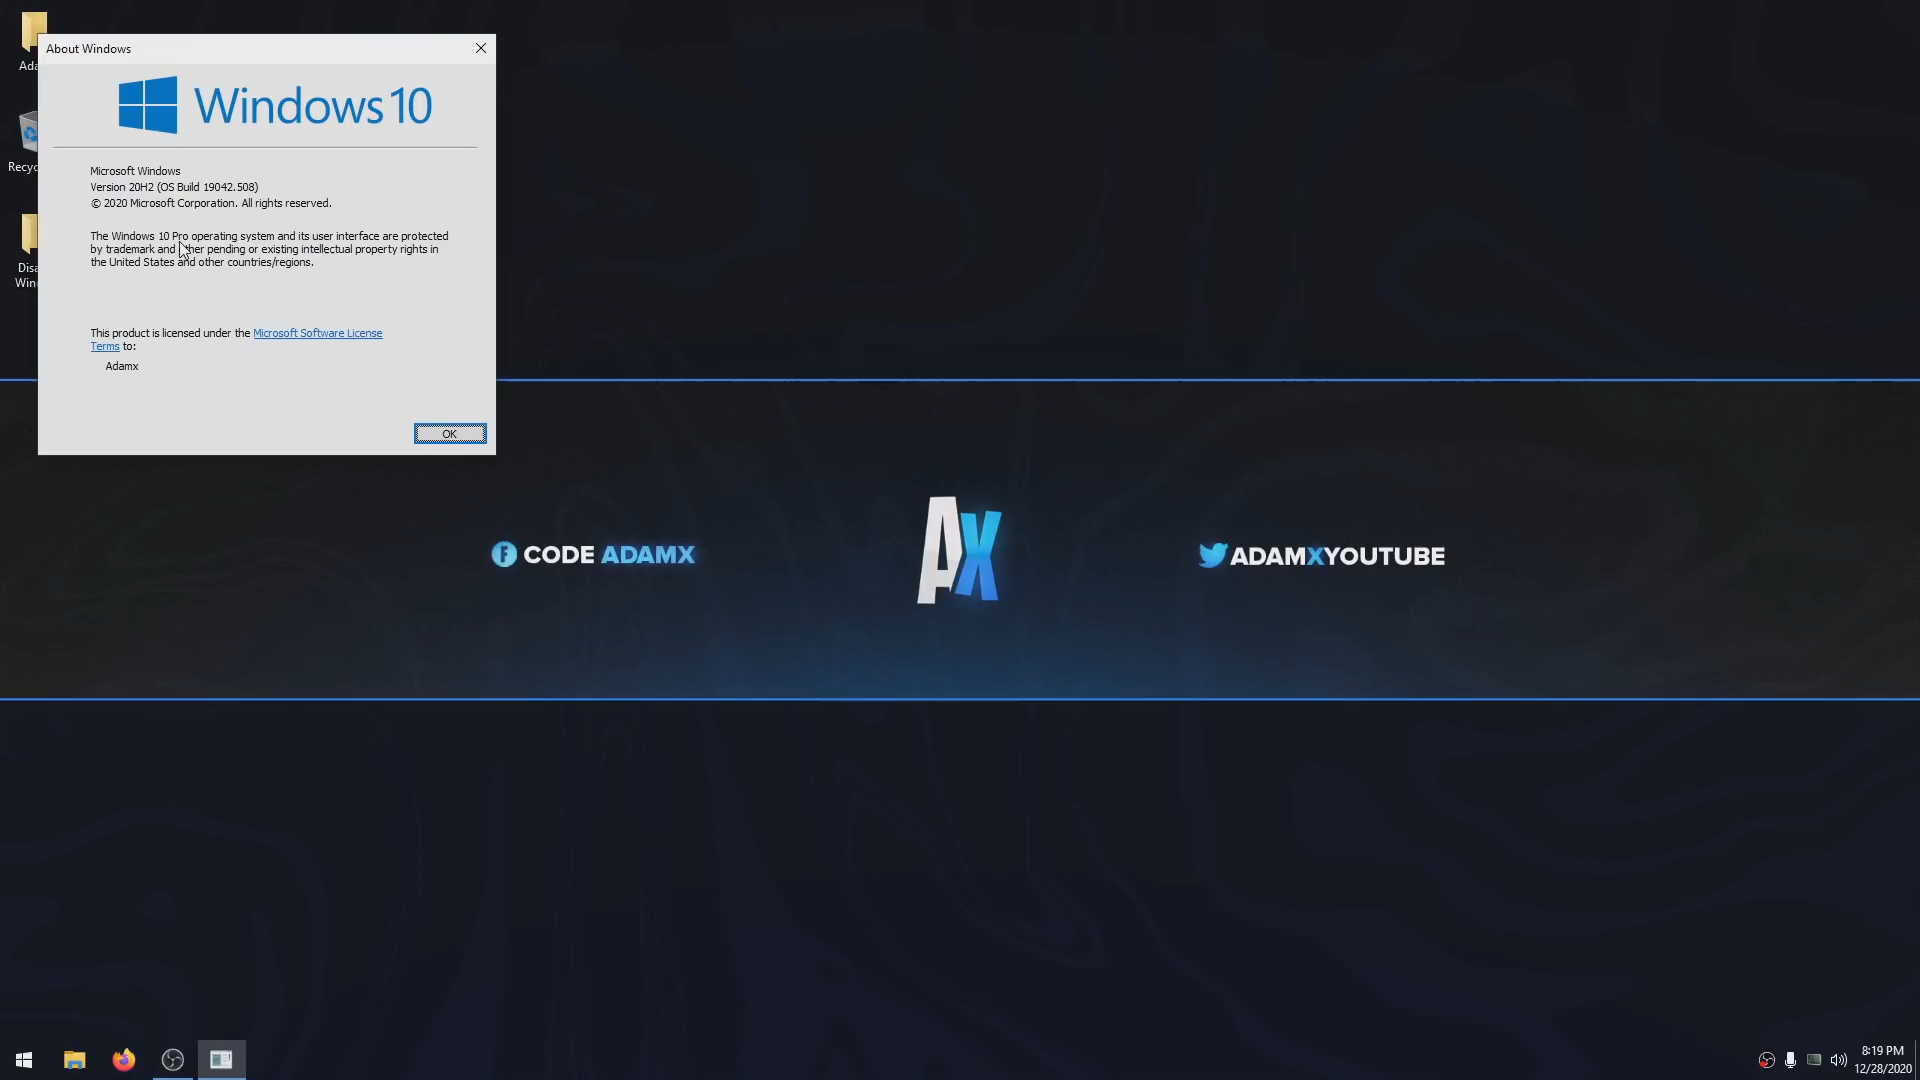 About Windows
Windows 10
Microsoft Windows
Version 20H2 (OS Build 19042.508)
© 2020 Microsoft Corporation. All rights reserved.
The Windows 10 Pro operating system and its user interface are protected
by trademark and other pending or existing intellectual property rights in
the United States and other countries/regions.
This product is licensed under the Microsoft Software License
Terms to:
Adamx
OK
CODE ADAMX
AX
ADAMXYOUTUBE
8:19 PM
12/28/2020